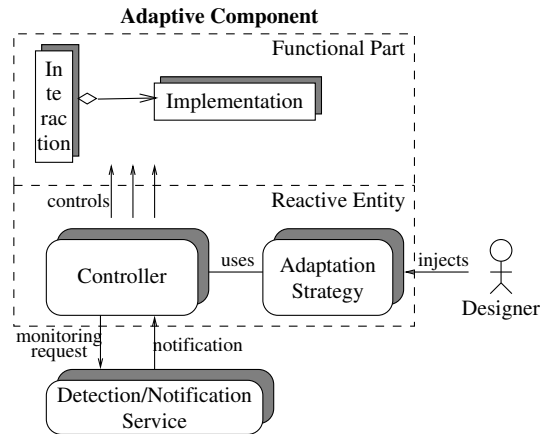 Adaptive Component
Functional Part
In
te
rac
tion
Implementation
controls
Reactive Entity
Controller
uses
Adaptation
Strategy
injects
Designer
monitoring
request
notification
Detection/Notification
Service